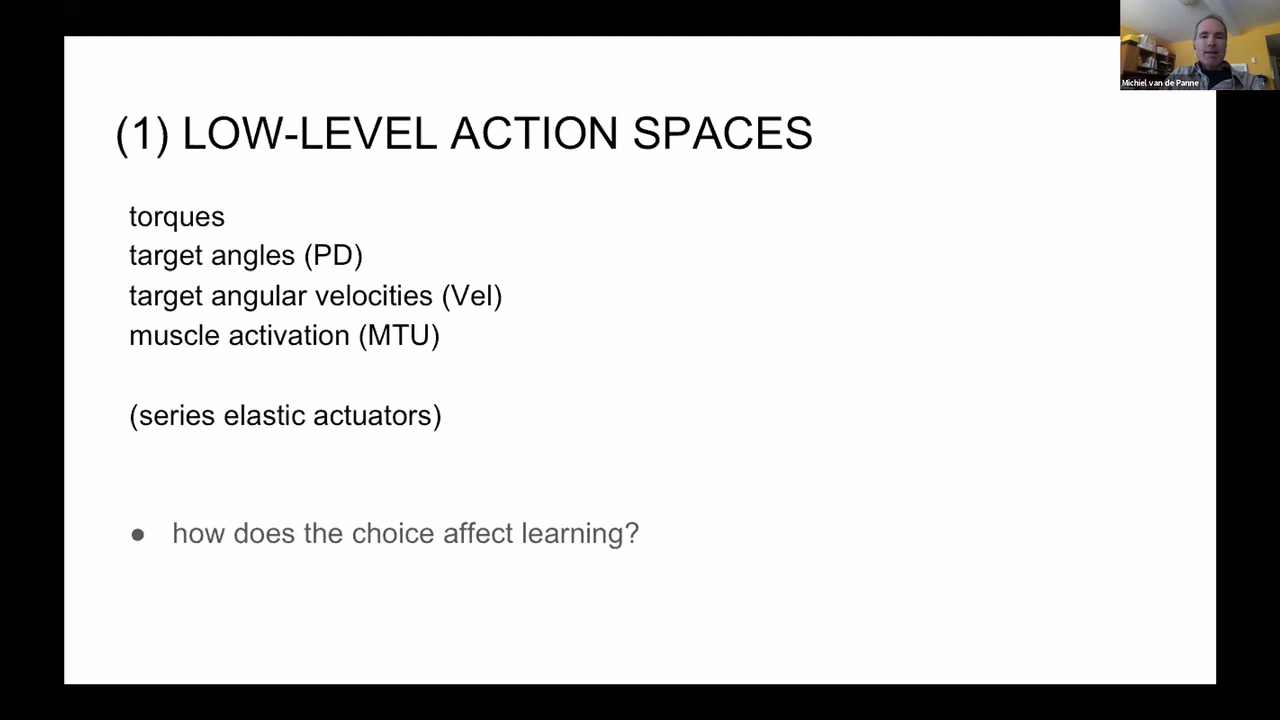 Michiel van de Panne
(1) LOW-LEVEL ACTION SPACES
torques
target angles (PD)
target angular velocities (Vel)
muscle activation (MTU)
(series elastic actuators)
● how does the choice affect learning?